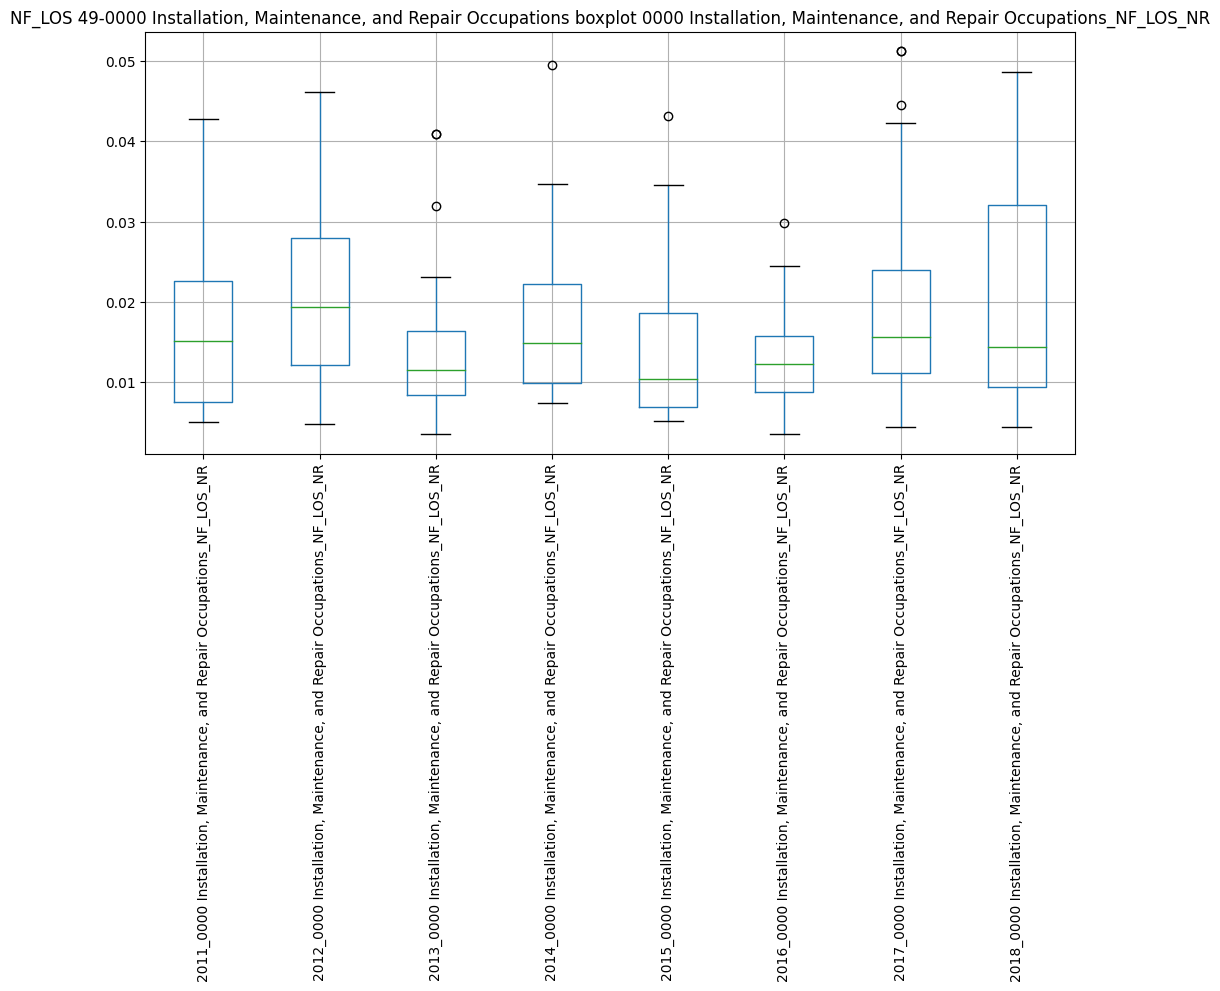 NF_LOS 49-0000 Installation, Maintenance, and Repair Occupations boxplot 0000 Installation, Maintenance, and Repair Occupations_NF_LOS_NR
0.05
0.04
0.03
0.02
0.01
2011_0000 Installation, Maintenance, and Repair Occupations_NF_LOS_NR
2012_0000 Installation, Maintenance, and Repair Occupations_NF_LOS_NR
2013_0000 Installation, Maintenance, and Repair Occupations_NF_LOS_NR
2014_0000 Installation, Maintenance, and Repair Occupations_NF_LOS_NR
2015_0000 Installation, Maintenance, and Repair Occupations_NF_LOS_NR
2016_0000 Installation, Maintenance, and Repair Occupations_NF_LOS_NR
2017_0000 Installation, Maintenance, and Repair Occupations_NF_LOS_NR
2018_0000 Installation, Maintenance, and Repair Occupations_NF_LOS_NR